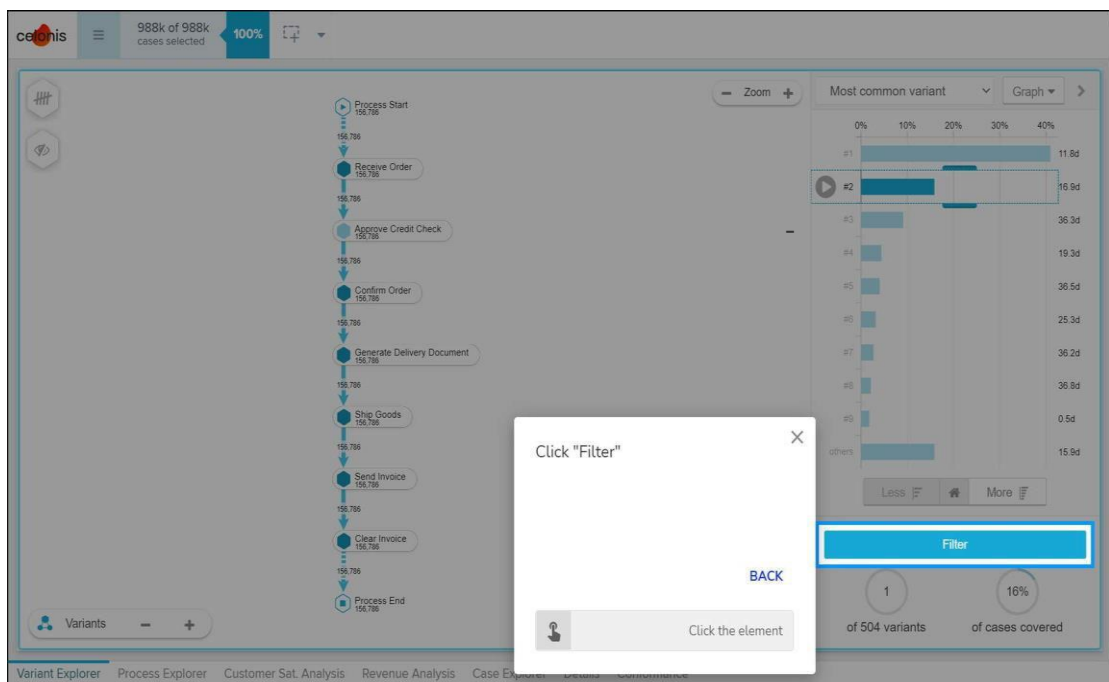 celonis
988k of 988k
cases selected
100%
Zoom
Most common variant
Graph
Process Start
156,786
156,786
Receive Order
156,786
156,786
Approve Credit Check
156,786
156,786
Confirm Order
156,786
156,786
Generate Delivery Document
156,786
156,786
Ship Goods
156,786
156,786
Send Invoice
156,786
156,786
Clear Invoice
156,786
156,786
Process End
156,786
0% 10% 20% 30% 40%
#1 11.8d
#2 16.9d
#3 36.3d
#4 19.3d
#5 36.5d
#6 25.3d
#7 36.2d
#8 36.8d
#9 0.5d
others 15.9d
Less More
Filter
1 16%
of 504 variants of cases covered
Click "Filter"
BACK
Click the element
Variants - +
Variant Explorer Process Explorer Customer Sat. Analysis Revenue Analysis Case Explorer Details Conformance